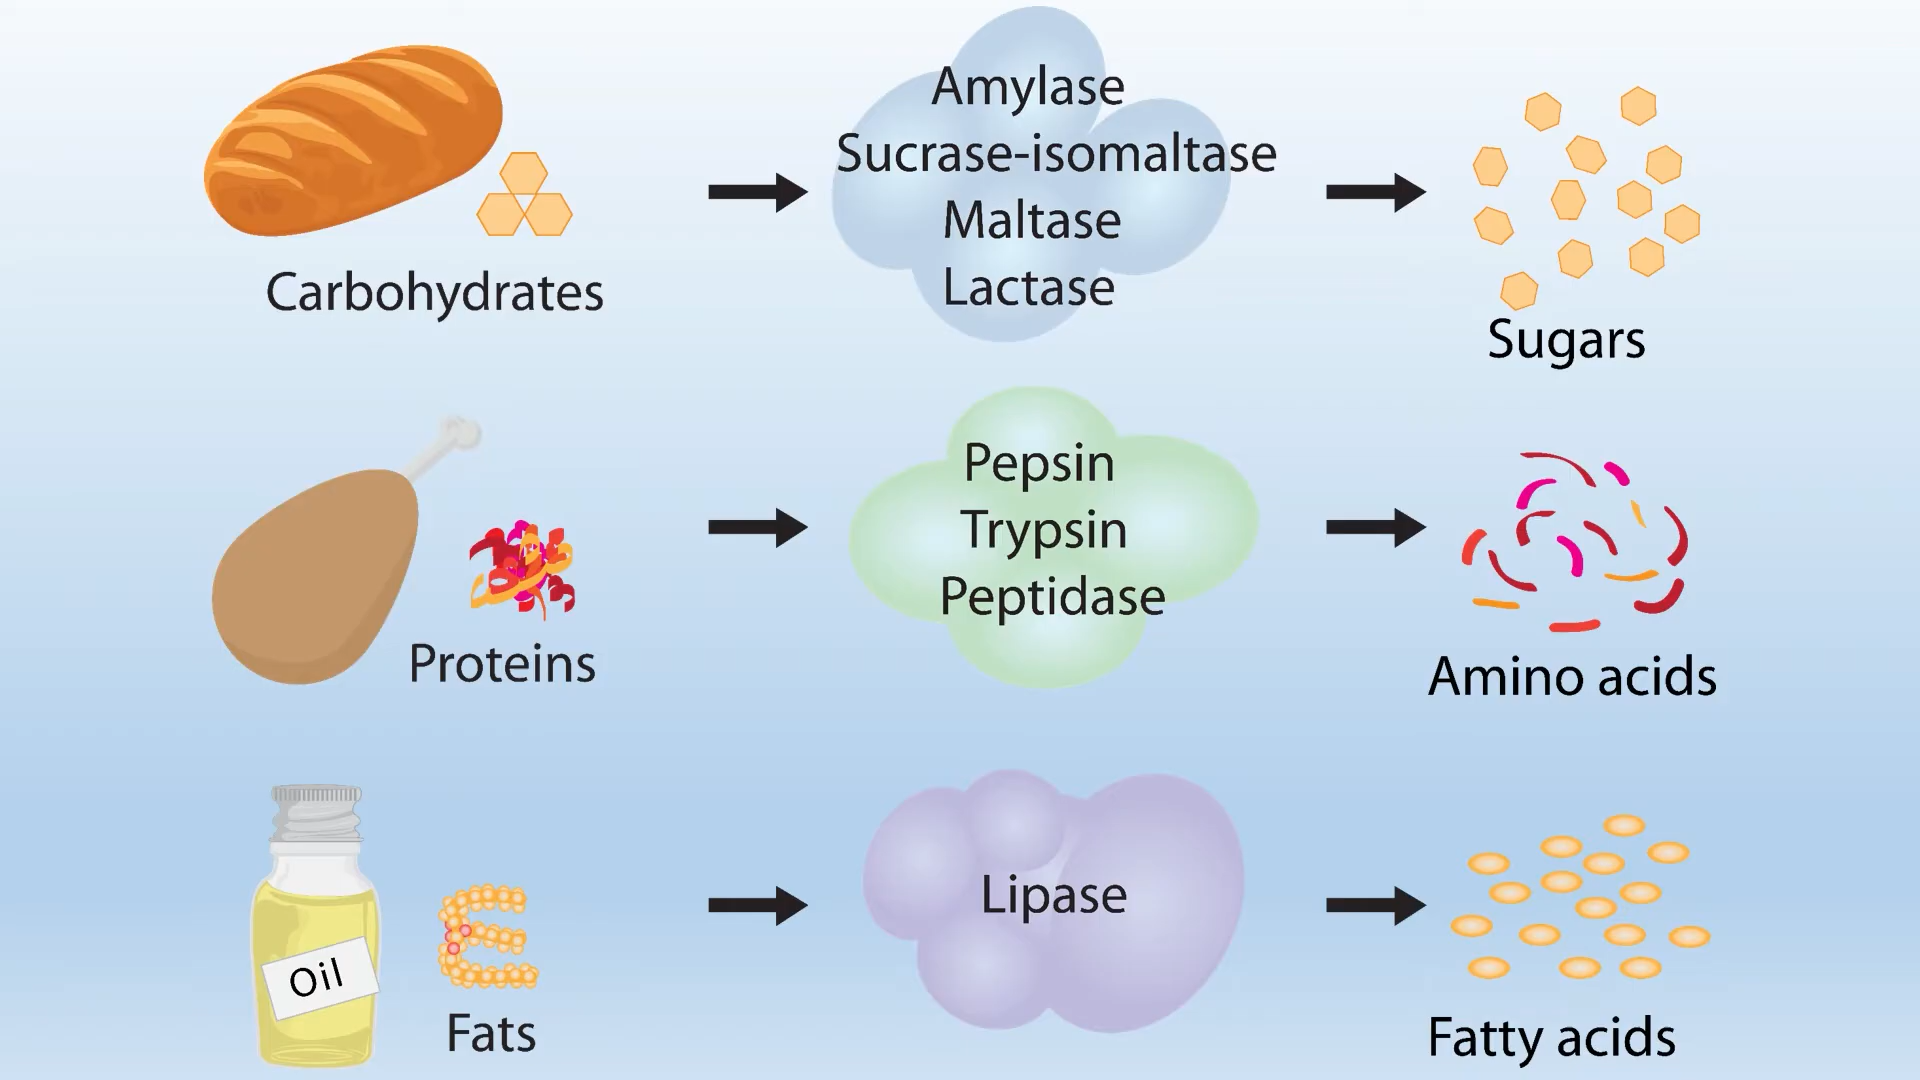 Carbohydrates
Amylase
Sucrase-isomaltase
Maltase
Lactase
Sugars
Proteins
Pepsin
Trypsin
Peptidase
Amino acids
Oil
Fats
Lipase
Fatty acids